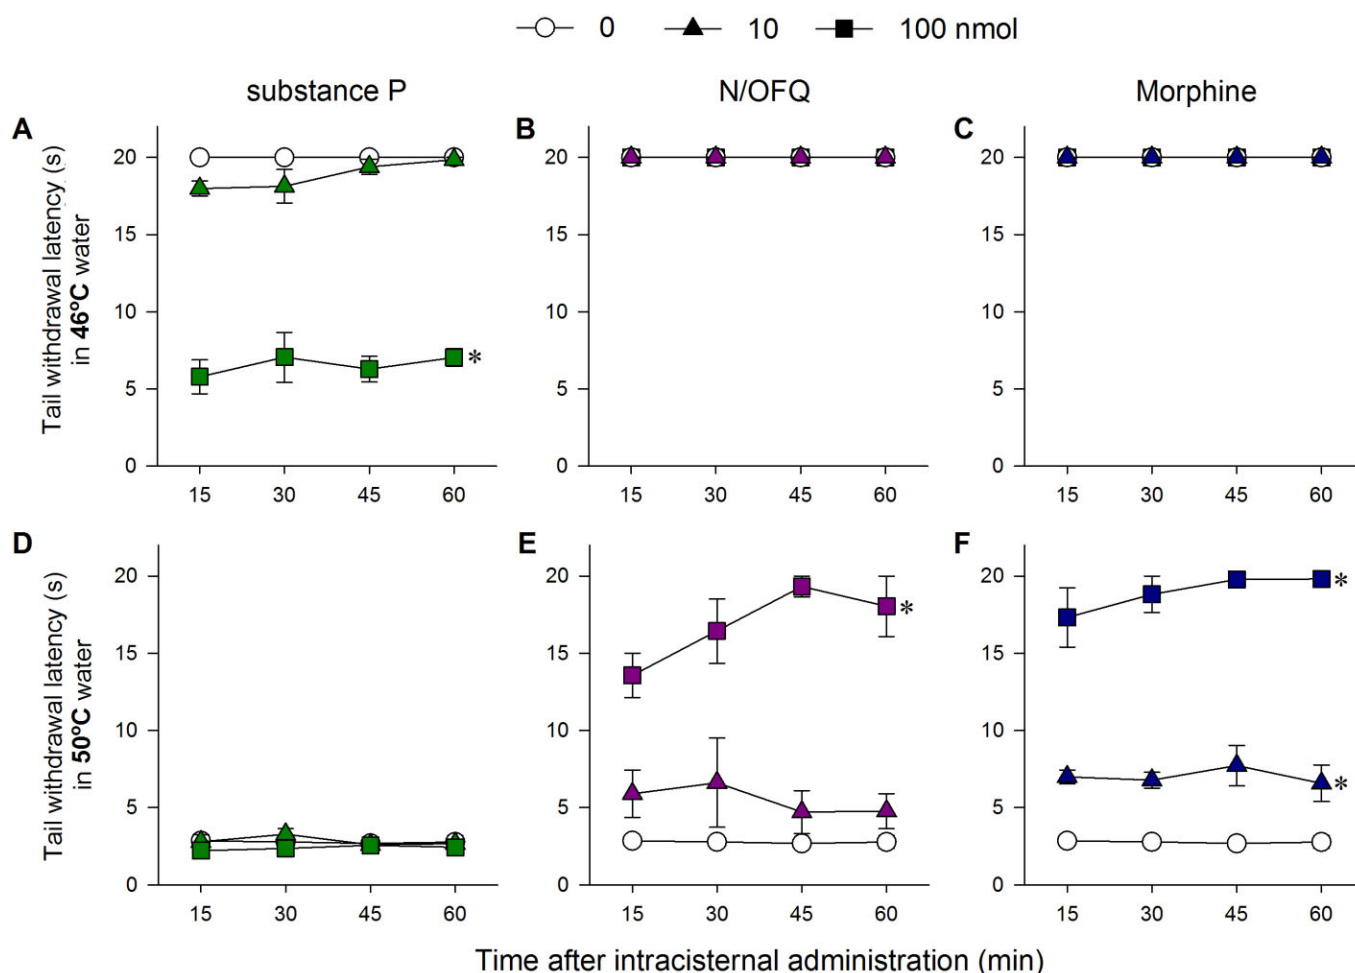 0 10 100 nmol
substance P N/OFQ Morphine
A B C
Tail withdrawal latency (s)
in 46°C water
20 20 20
15 15 15
10 10 10
5 5 5
0 0 0
15 30 45 60 15 30 45 60 15 30 45 60
*
D E F
Tail withdrawal latency (s)
in 50°C water
20 20 20
15 15 15
10 10 10
5 5 5
0 0 0
15 30 45 60 15 30 45 60 15 30 45 60
* *
*
Time after intracisternal administration (min)